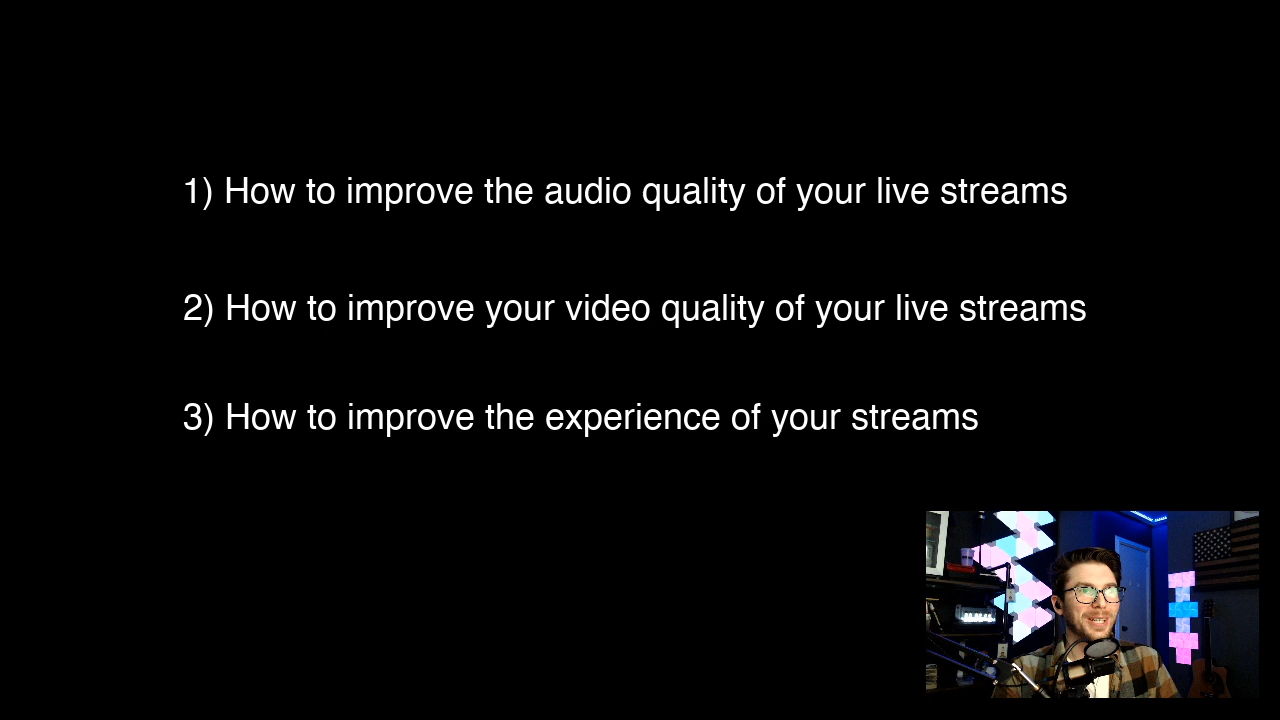 1) How to improve the audio quality of your live streams
2) How to improve your video quality of your live streams
3) How to improve the experience of your streams